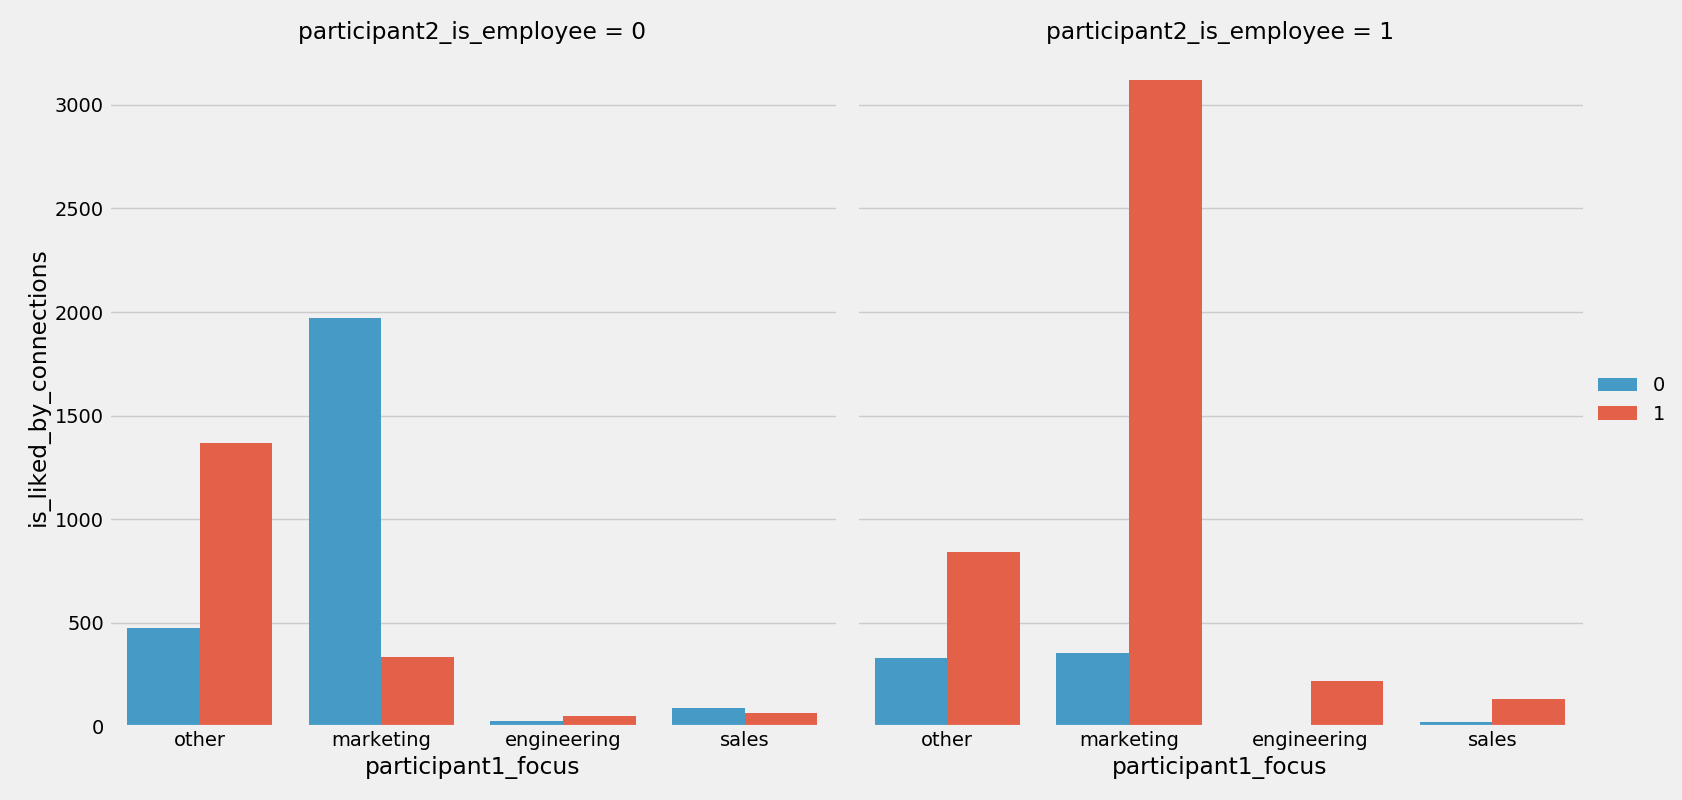 participant2_is_employee = 0
participant2_is_employee = 1
is_liked_by_connections
3000
2500
2000
1500
1000
500
0
other
marketing
engineering
sales
participant1_focus
other
marketing
engineering
sales
participant1_focus
0
1